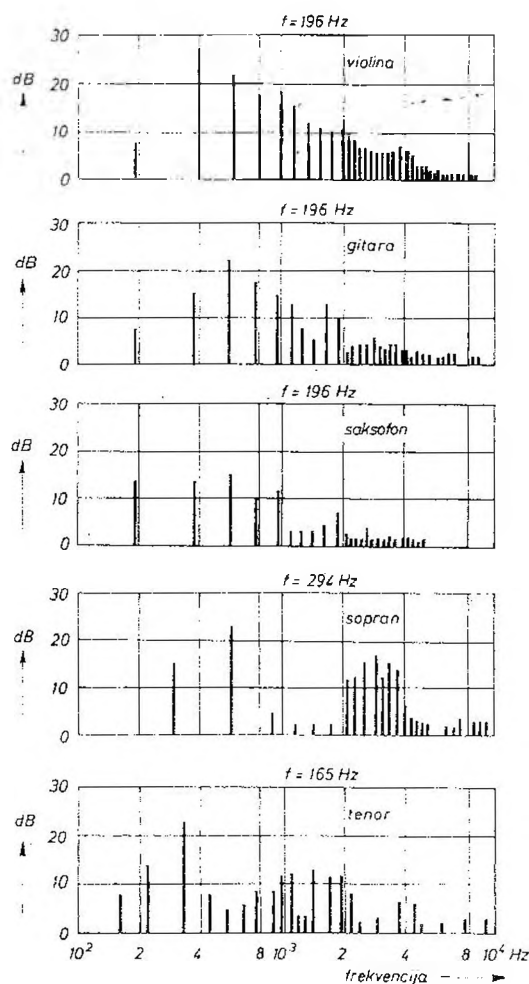 f = 196 Hz
30
dB
violina
20
10
0
f = 196 Hz
30
dB
gitara
20
10
0
f = 196 Hz
30
dB
saksofon
20
10
0
f = 294 Hz
30
dB
sopran
20
10
0
f = 165 Hz
30
dB
tenor
20
10
0
10² 2 4 8 10³ 2 4 8 10⁴ Hz
frekvencija